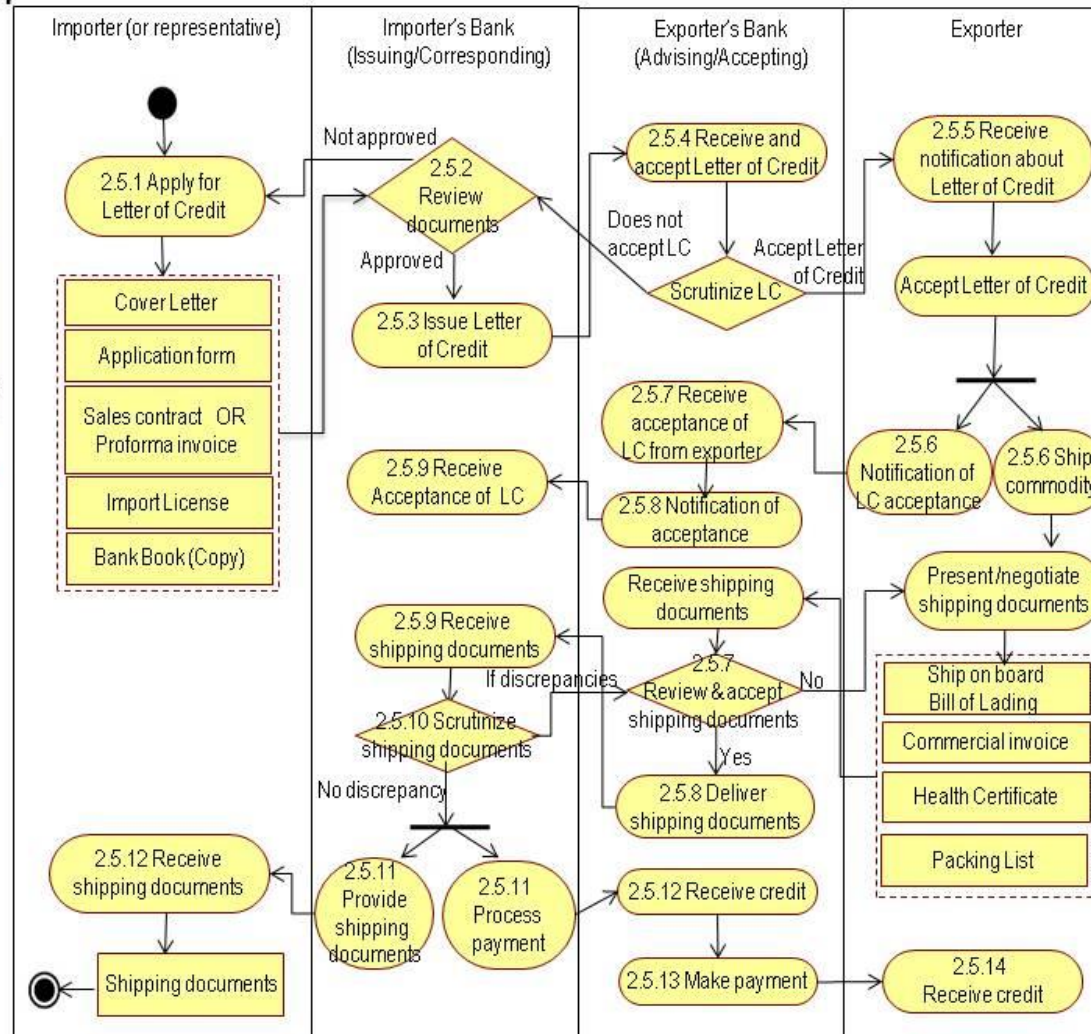 Importer (or representative)
Importer's Bank
(Issuing/Corresponding)
Exporter's Bank
(Advising/Accepting)
Exporter
2.5.1 Apply for
Letter of Credit
Cover Letter
Application form
Sales contract OR
Proforma invoice
Import License
Bank Book (Copy)
2.5.12 Receive
shipping documents
Shipping documents
Not approved
2.5.2
Review
documents
Approved
2.5.3 Issue Letter
of Credit
2.5.9 Receive
Acceptance of LC
2.5.9 Receive
shipping documents
If discrepancies
2.5.10 Scrutinize
shipping documents
No discrepancy
2.5.11
Provide
shipping
documents
2.5.11
Process
payment
2.5.4 Receive and
accept Letter of Credit
Does not
accept LC
Accept Letter
of Credit
Scrutinize LC
2.5.7 Receive
acceptance of
LC from exporter
2.5.8 Notification of
acceptance
Receive shipping
documents
2.5.7
Review & accept
shipping documents
No
Yes
2.5.8 Deliver
shipping documents
2.5.12 Receive credit
2.5.13 Make payment
2.5.5 Receive
notification about
Letter of Credit
Accept Letter of Credit
2.5.6
Notification of
LC acceptance
2.5.6 Ship
commodity
Present/negotiate
shipping documents
Ship on board
Bill of Lading
Commercial invoice
Health Certificate
Packing List
2.5.14
Receive credit